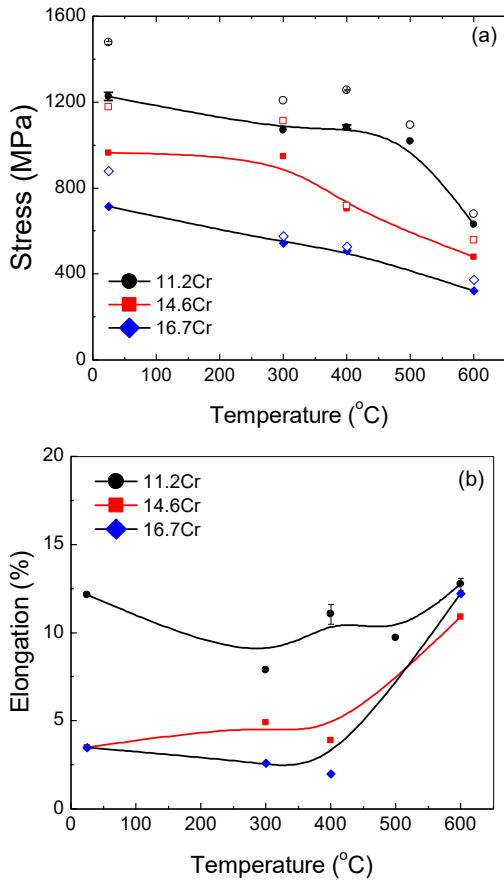 (a)
1600
1200
800
400
0
Stress (MPa)
11.2Cr
14.6Cr
16.7Cr
0 100 200 300 400 500 600
Temperature (°C)
(b)
20
15
10
5
0
Elongation (%)
11.2Cr
14.6Cr
16.7Cr
0 100 200 300 400 500 600
Temperature (°C)